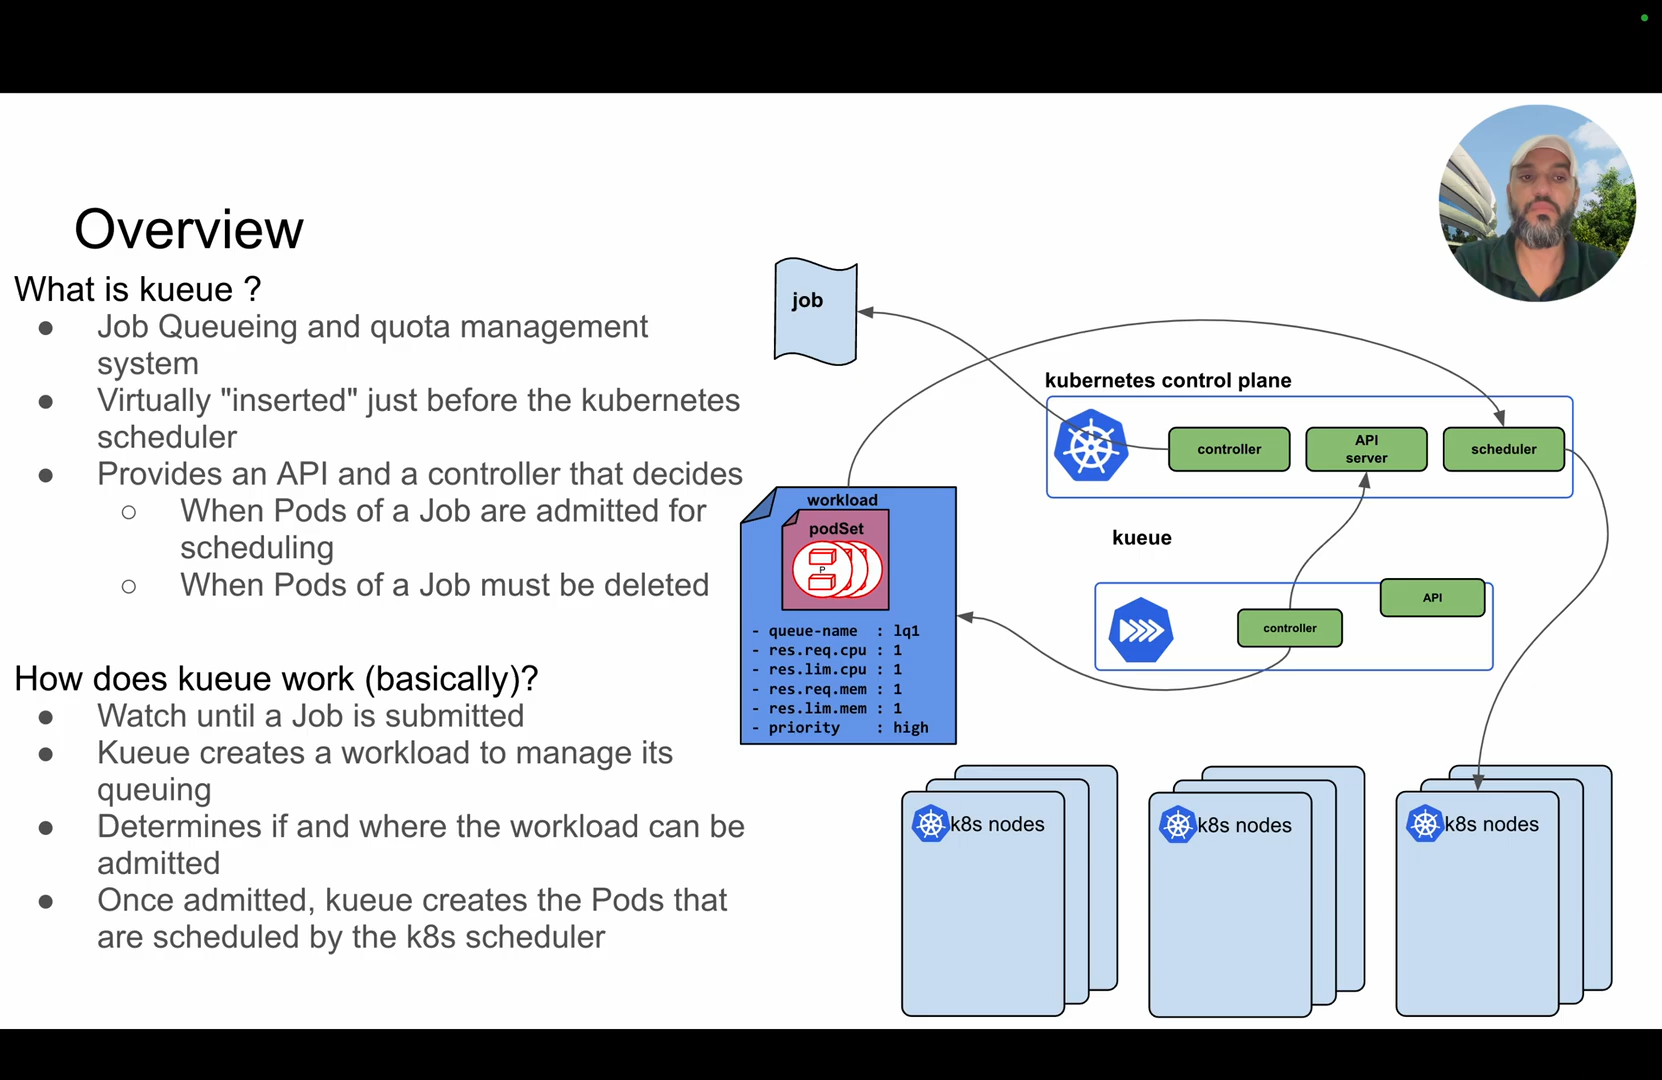 Overview
What is kueue ?
● Job Queueing and quota management
system
● Virtually "inserted" just before the kubernetes
scheduler
● Provides an API and a controller that decides
○ When Pods of a Job are admitted for
scheduling
○ When Pods of a Job must be deleted
How does kueue work (basically)?
● Watch until a Job is submitted
● Kueue creates a workload to manage its
queuing
● Determines if and where the workload can be
admitted
● Once admitted, kueue creates the Pods that
are scheduled by the k8s scheduler
job
kubernetes control plane
controller
API
server
scheduler
workload
podSet
P
- queue-name : lq1
- res.req.cpu : 1
- res.lim.cpu : 1
- res.req.mem : 1
- res.lim.mem : 1
- priority : high
kueue
controller
API
k8s nodes
k8s nodes
k8s nodes